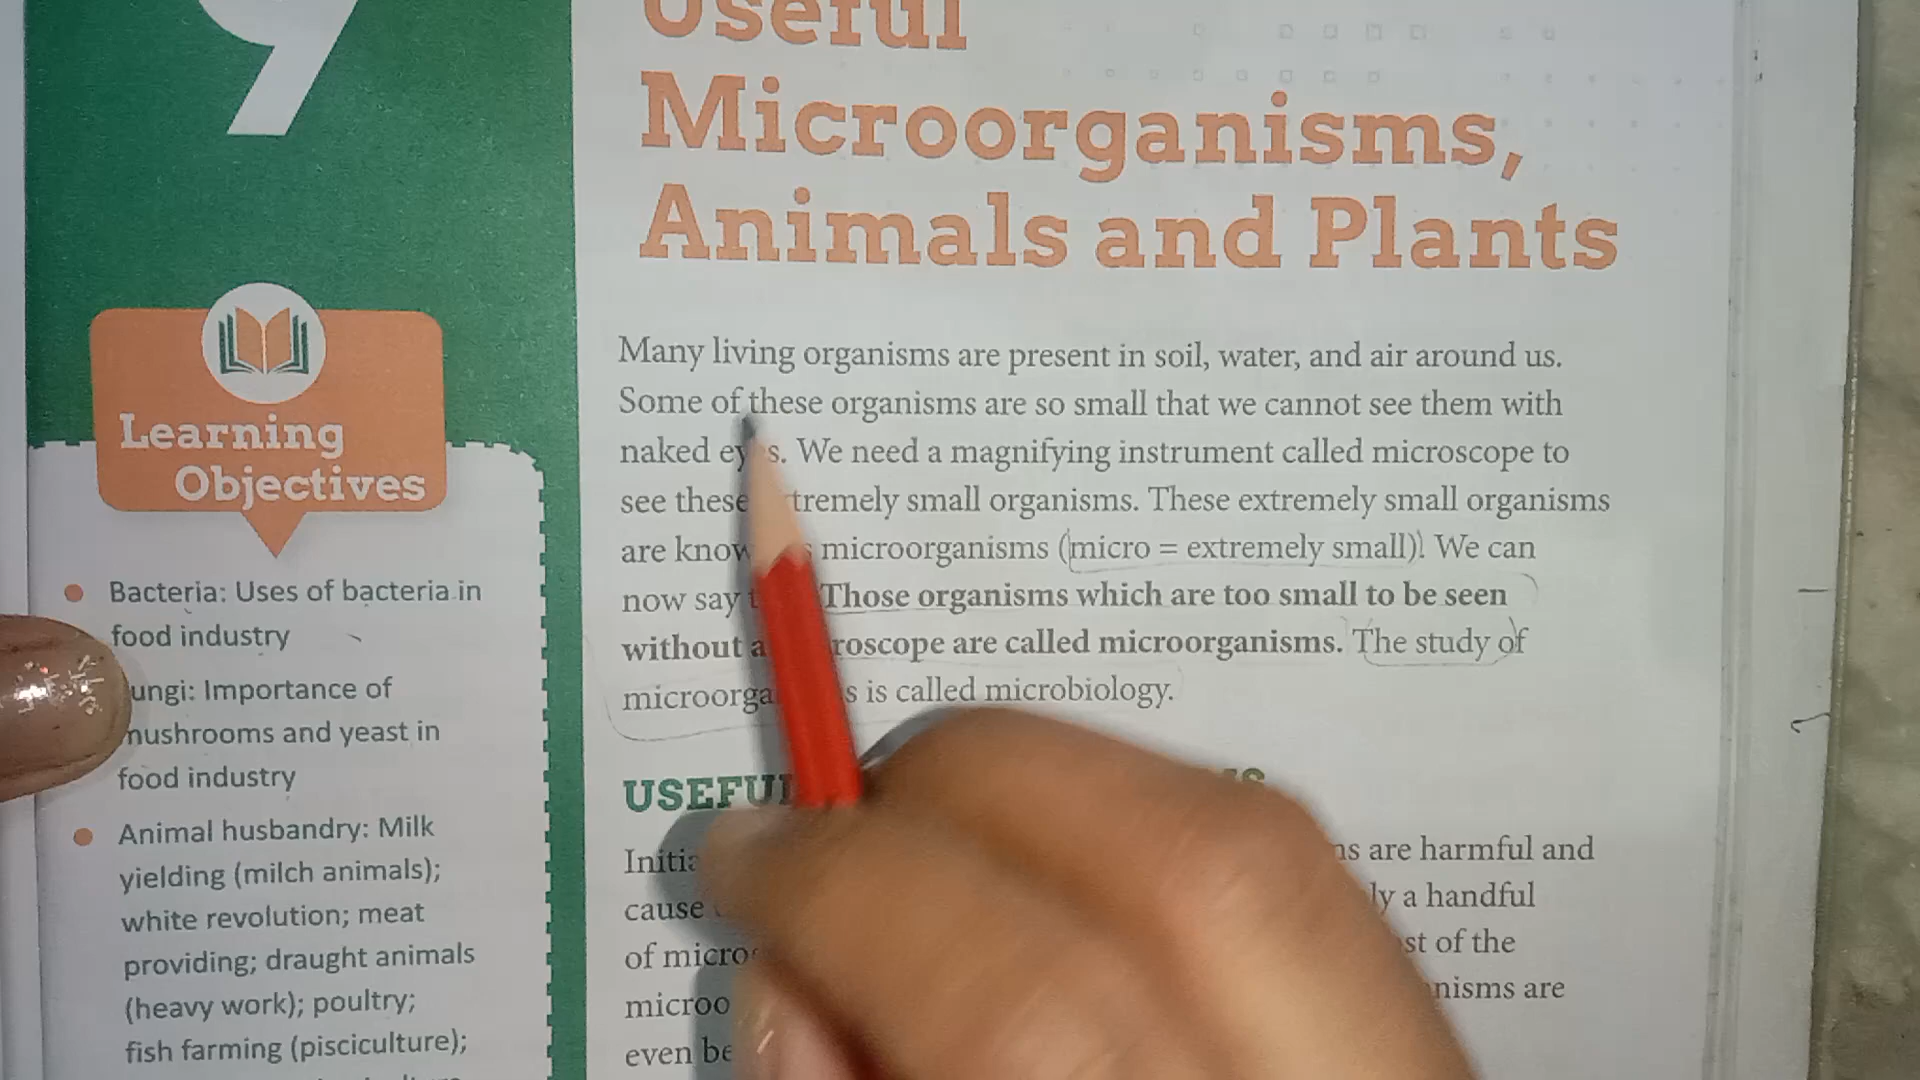 9
Useful
Microorganisms,
Animals and Plants
Learning
Objectives
Bacteria: Uses of bacteria in
food industry
ungi: Importance of
mushrooms and yeast in
food industry
Animal husbandry: Milk
yielding (milch animals);
white revolution; meat
providing; draught animals
(heavy work); poultry;
fish farming (pisciculture);
Many living organisms are present in soil, water, and air around us.
Some of these organisms are so small that we cannot see them with
naked eyes. We need a magnifying instrument called microscope to
see these tremely small organisms. These extremely small organisms
are know microorganisms (micro = extremely small). We can
now say Those organisms which are too small to be seen
without a roscope are called microorganisms. The study of
microorga s is called microbiology.
USEFUL MS
Initia ns are harmful and
cause ly a handful
of micro st of the
microo nisms are
even be